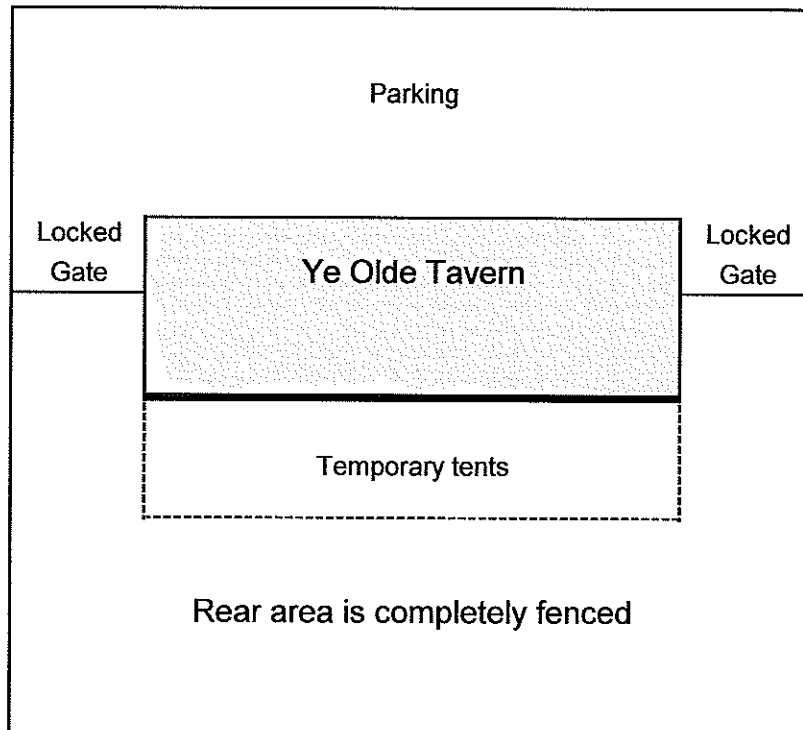 Parking
Locked
Gate
Ye Olde Tavern
Locked
Gate
Temporary tents
Rear area is completely fenced